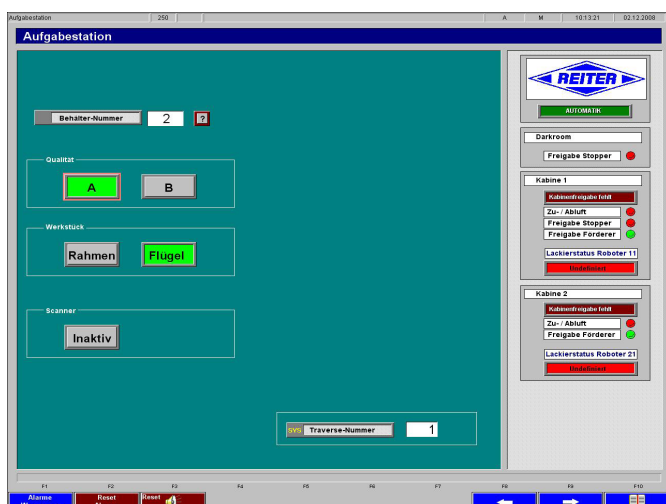 Aufgabestation 250 A M 10:13:21 02.12.2008
Aufgabestation
REITER
AUTOMATIK
Behälter-Nummer 2 ?
Darkroom
Freigabe Stopper
Qualität
A B
Kabine 1
Kabinenfreigabe fehlt
Zu- / Abluft
Freigabe Stopper
Freigabe Förderer
Werkstück
Rahmen Flügel
Lackierstatus Roboter 11
Undefiniert
Kabine 2
Kabinenfreigabe fehlt
Zu- / Abluft
Freigabe Förderer
Scanner
Inaktiv
Lackierstatus Roboter 21
Undefiniert
SYS Traverse-Nummer 1
F1 F2 F3 F4 F5 F6 F7 F8 F9 F10
Alarme Reset Reset